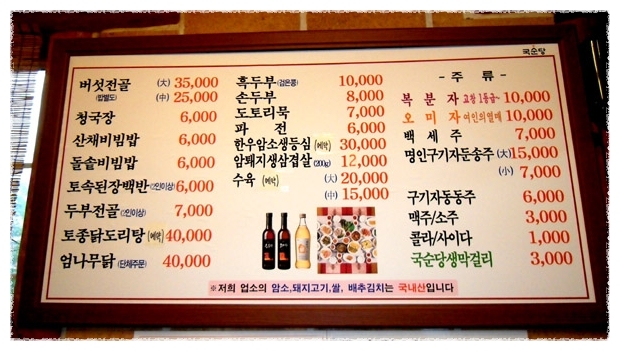 국순당
버섯전골 (大) 35,000
(밥별도) (中) 25,000
청국장 6,000
산채비빔밥 6,000
돌솥비빔밥 6,000
토속된장백반(2인이상) 6,000
두부전골(2인이상) 7,000
토종닭도리탕(예약) 40,000
엄나무닭(단체주문) 40,000
흑두부(검은콩) 10,000
손두부 8,000
도토리묵 7,000
파 전 6,000
한우암소생등심(예약) 30,000
암퇘지생삼겹살(200g) 12,000
수육 (예약) (大) 20,000
(中) 15,000
- 주 류 -
복 분 자 고창 1등급~ 10,000
오 미 자 여인의열매 10,000
백 세 주 7,000
명인구기자둔송주(大) 15,000
(小) 7,000
구기자동동주 6,000
맥주/소주 3,000
콜라/사이다 1,000
국순당생막걸리 3,000
※저희 업소의 암소,돼지고기,쌀, 배추김치는 국내산입니다